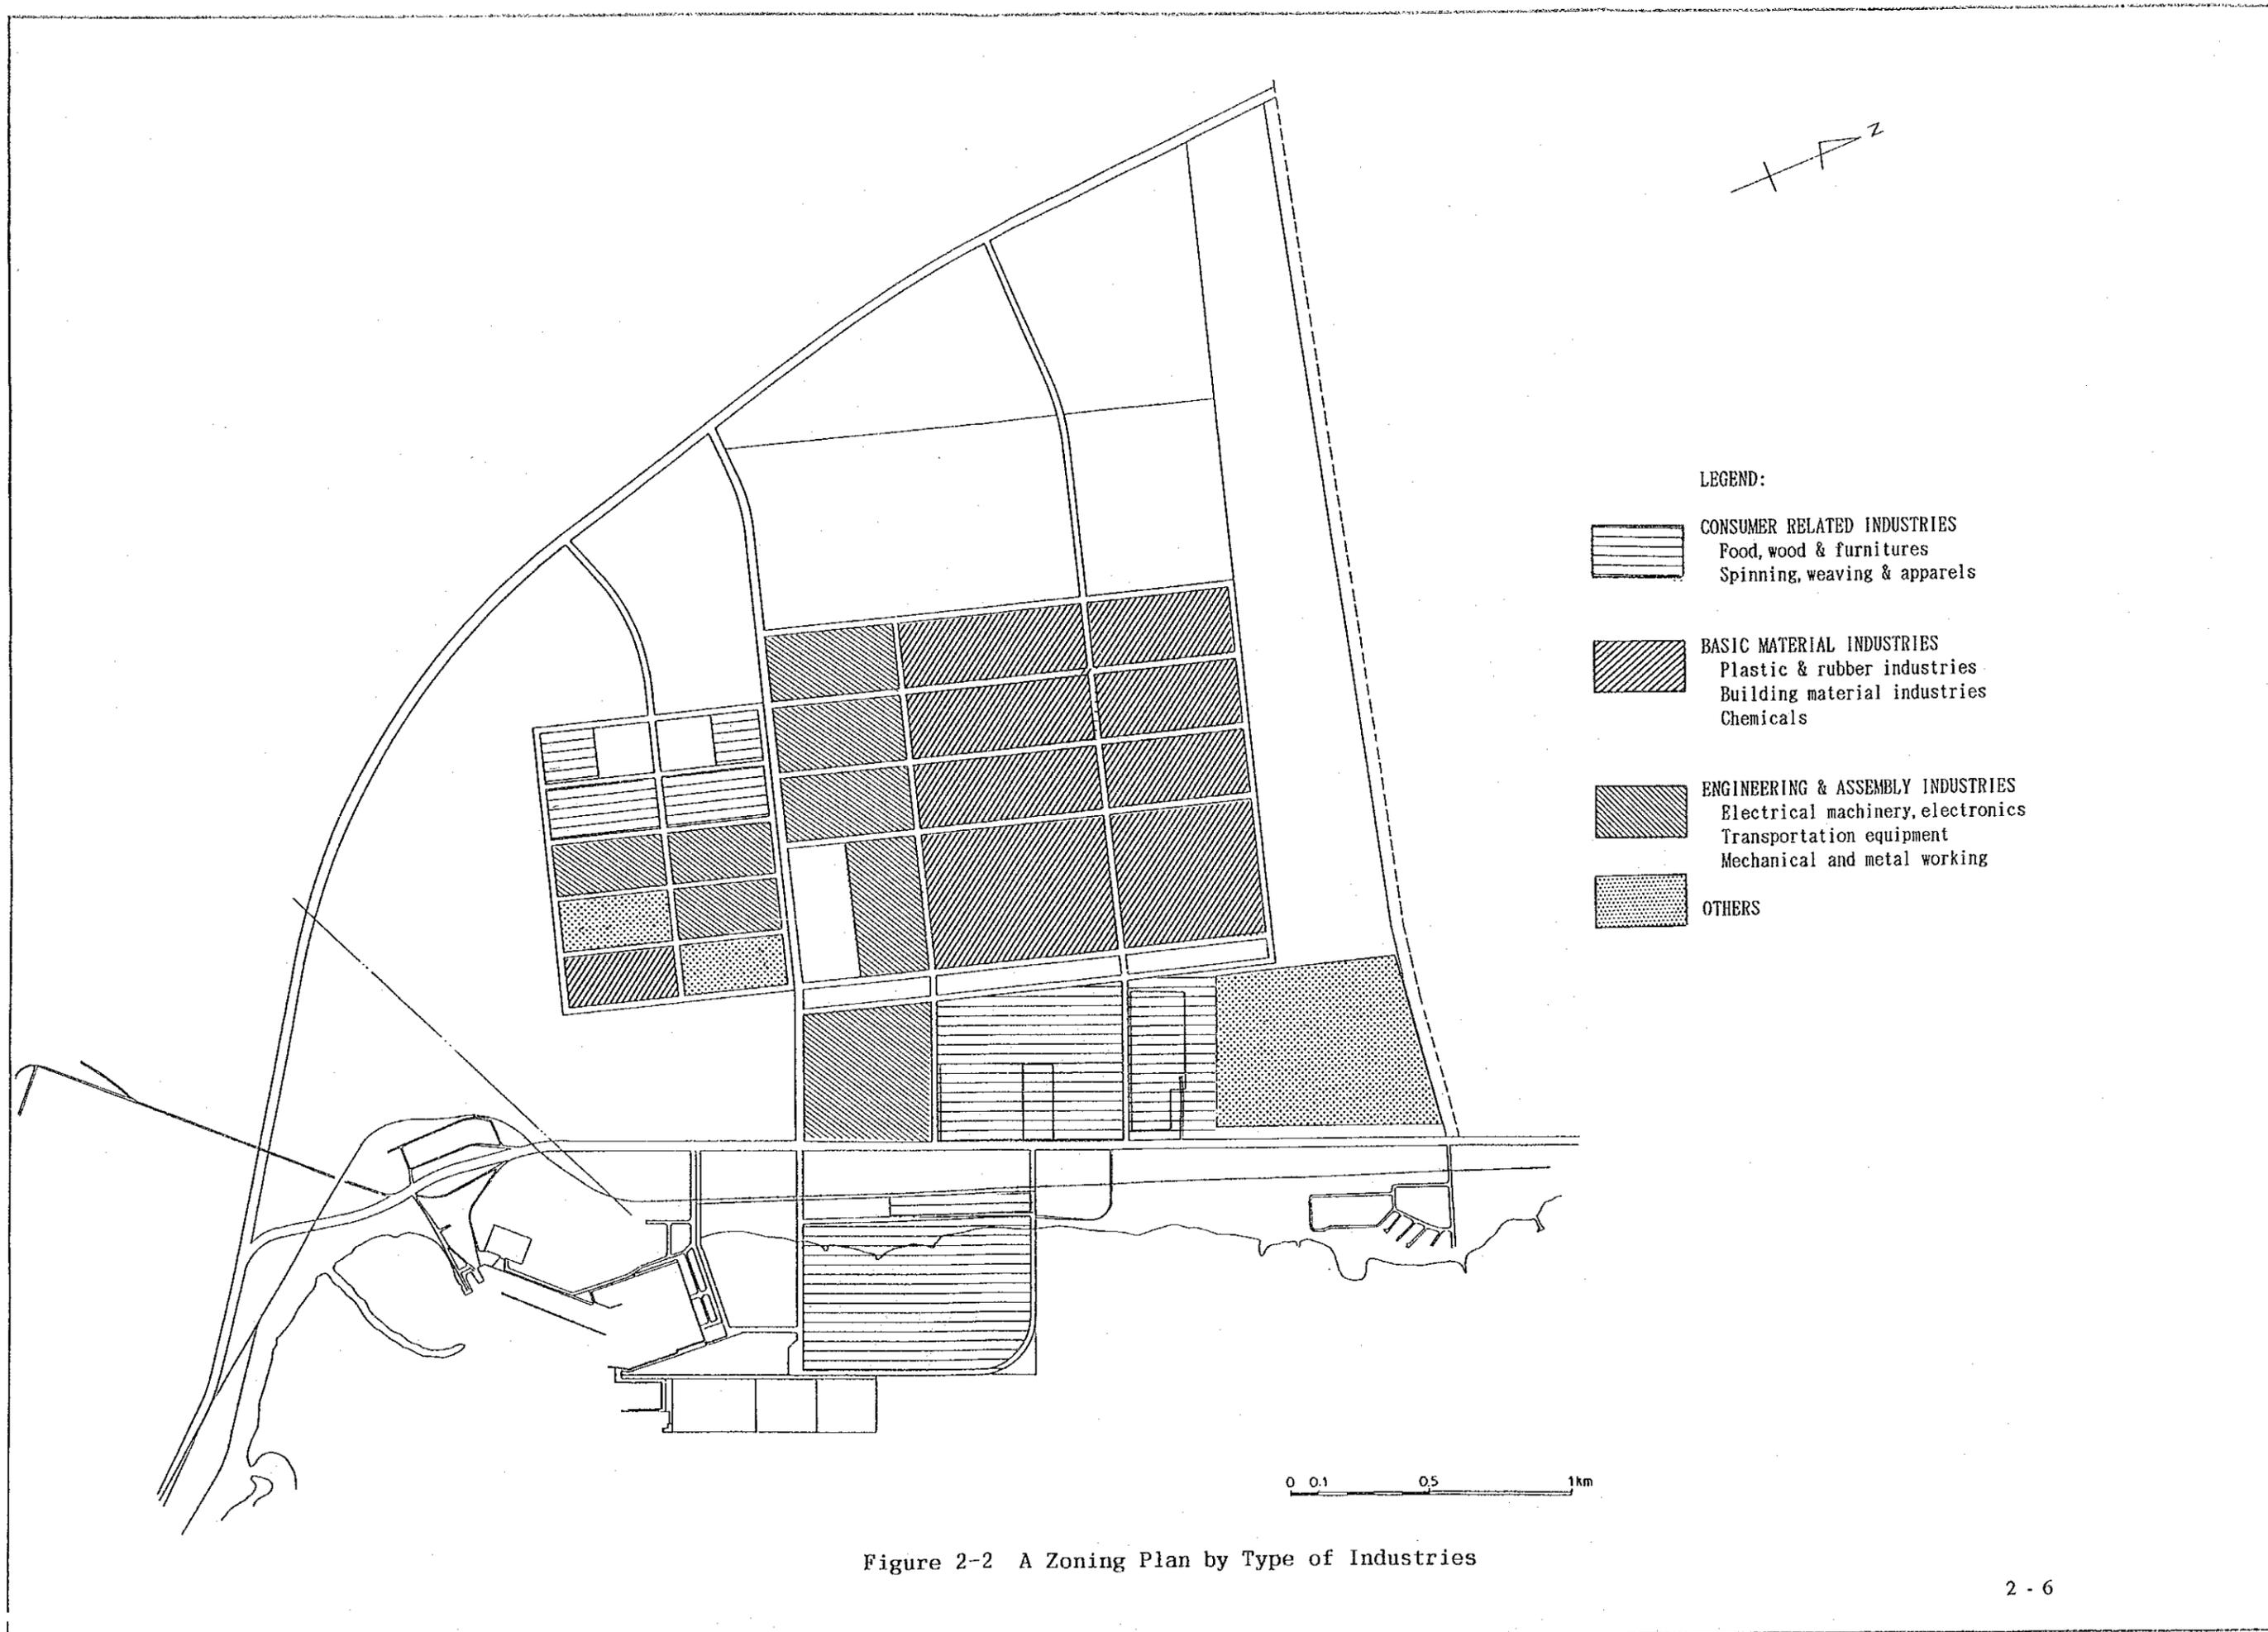 N
LEGEND:
CONSUMER RELATED INDUSTRIES
Food, wood & furnitures
Spinning, weaving & apparels
BASIC MATERIAL INDUSTRIES
Plastic & rubber industries
Building material industries
Chemicals
ENGINEERING & ASSEMBLY INDUSTRIES
Electrical machinery, electronics
Transportation equipment
Mechanical and metal working
OTHERS
0 0.1 0.5 1km
Figure 2-2 A Zoning Plan by Type of Industries
2 - 6